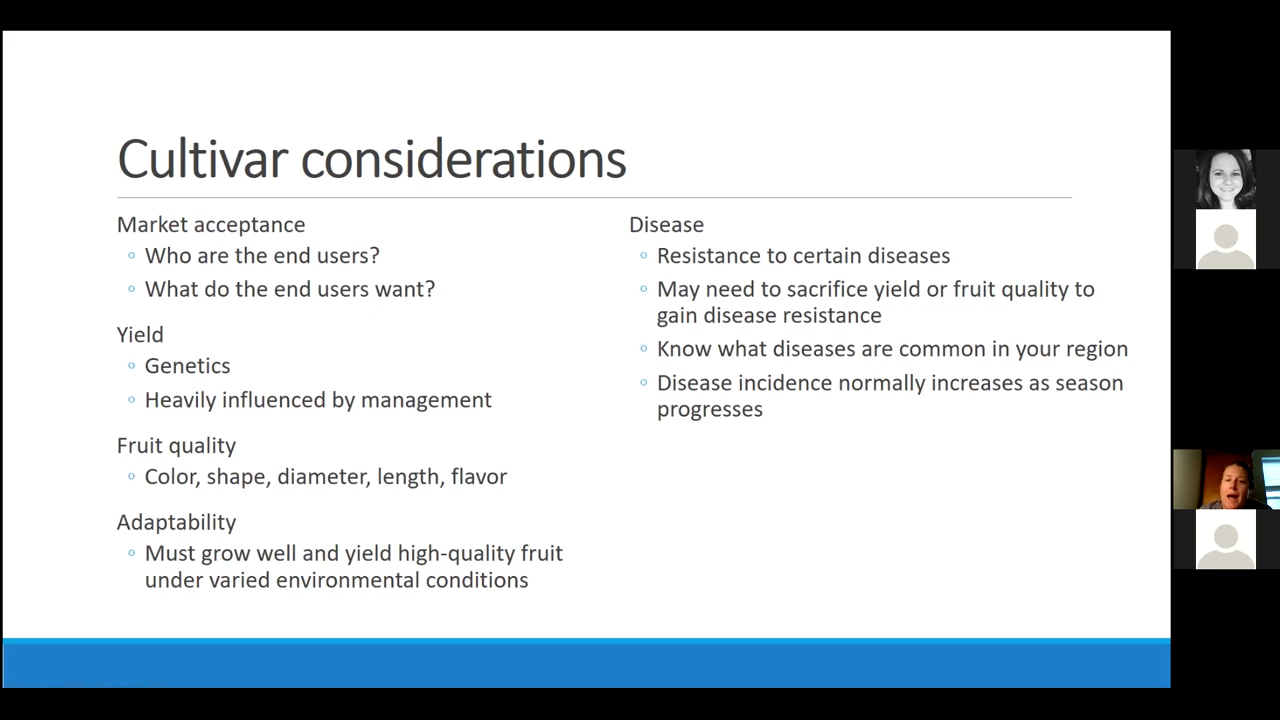 Cultivar considerations
Market acceptance
Who are the end users?
What do the end users want?
Yield
Genetics
Heavily influenced by management
Fruit quality
Color, shape, diameter, length, flavor
Adaptability
Must grow well and yield high-quality fruit
under varied environmental conditions
Disease
Resistance to certain diseases
May need to sacrifice yield or fruit quality to
gain disease resistance
Know what diseases are common in your region
Disease incidence normally increases as season
progresses